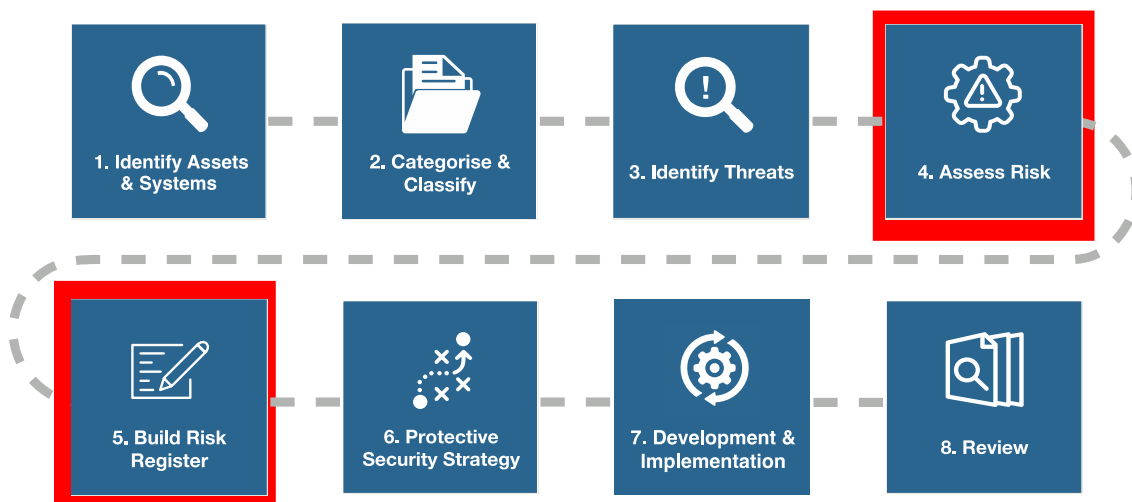 1. Identify Assets
& Systems
2. Categorise &
Classify
3. Identify Threats
4. Assess Risk
5. Build Risk
Register
6. Protective
Security Strategy
7. Development &
Implementation
8. Review